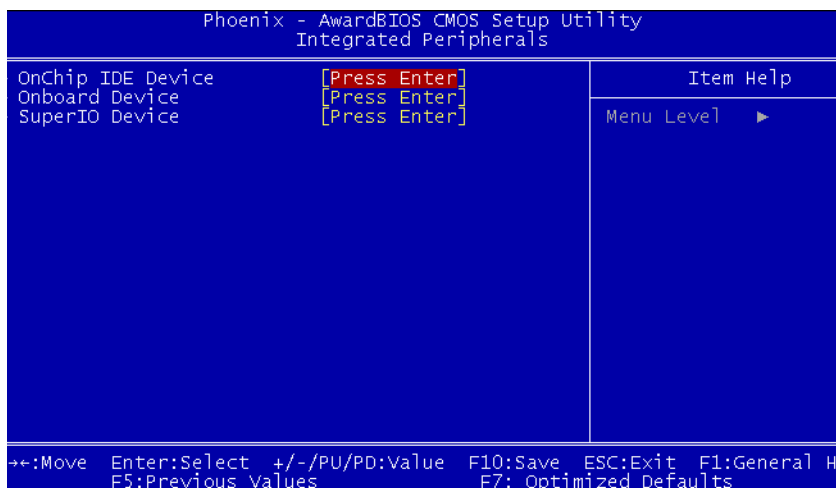 Phoenix - AwardBIOS CMOS Setup Utility
Integrated Peripherals
OnChip IDE Device [Press Enter]
Onboard Device [Press Enter]
SuperIO Device [Press Enter]
Item Help
Menu Level ►
→←:Move Enter:Select +/-/PU/PD:Value F10:Save ESC:Exit F1:General H
F5:Previous Values F7: Optimized Defaults